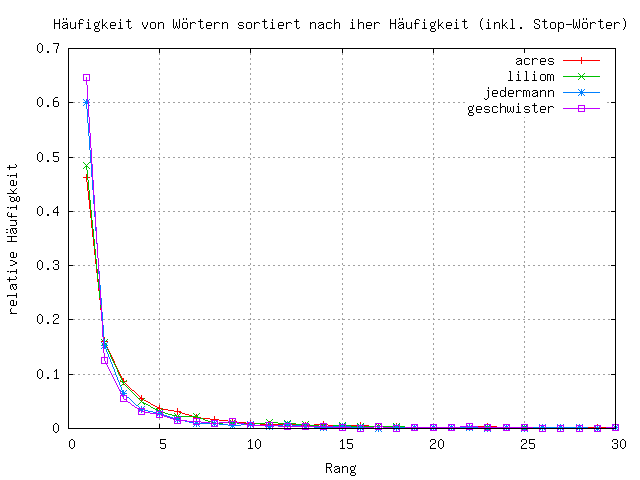 Häufigkeit von Wörtern sortiert nach iher Häufigkeit (inkl. Stop-Wörter)
0.7
0.6
0.5
0.4
0.3
0.2
0.1
0
relative Häufigkeit
acres
liliom
jedermann
geschwister
0 5 10 15 20 25 30
Rang